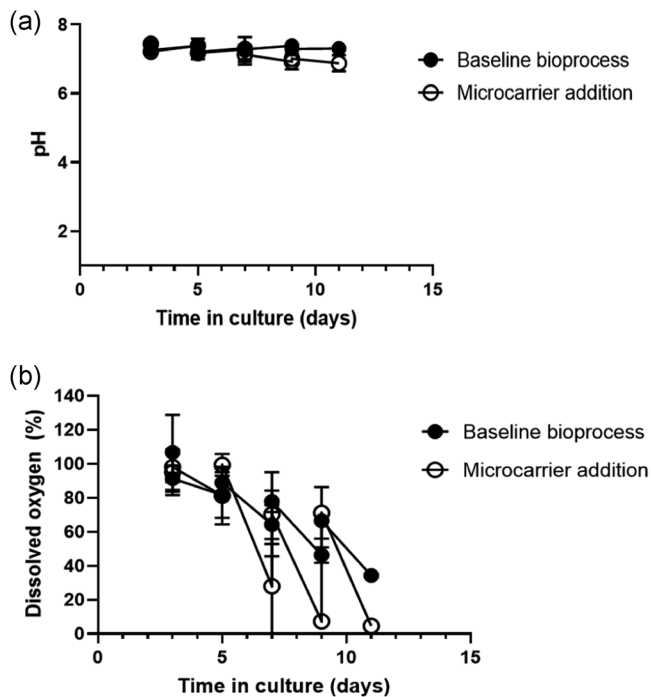 (a)
8
6
4
2
pH
0 5 10 15
Time in culture (days)
Baseline bioprocess
Microcarrier addition
(b)
140
120
100
80
60
40
20
0
Dissolved oxygen (%)
0 5 10 15
Time in culture (days)
Baseline bioprocess
Microcarrier addition